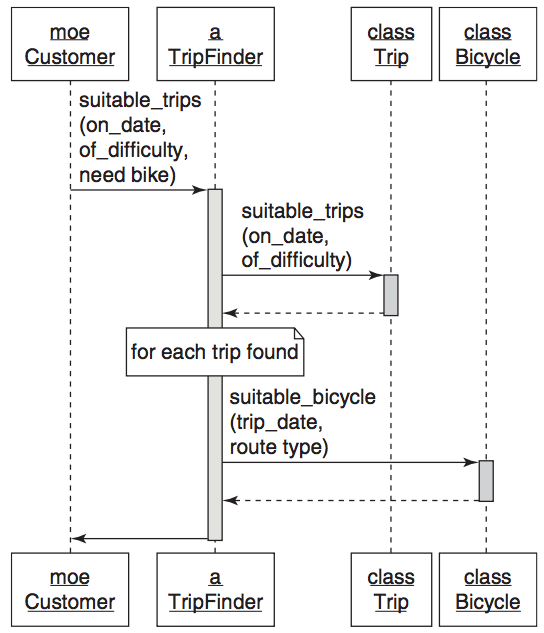 moe
Customer
a
TripFinder
class
Trip
class
Bicycle
suitable_trips
(on_date,
of_difficulty,
need bike)
suitable_trips
(on_date,
of_difficulty)
for each trip found
suitable_bicycle
(trip_date,
route type)
moe
Customer
a
TripFinder
class
Trip
class
Bicycle